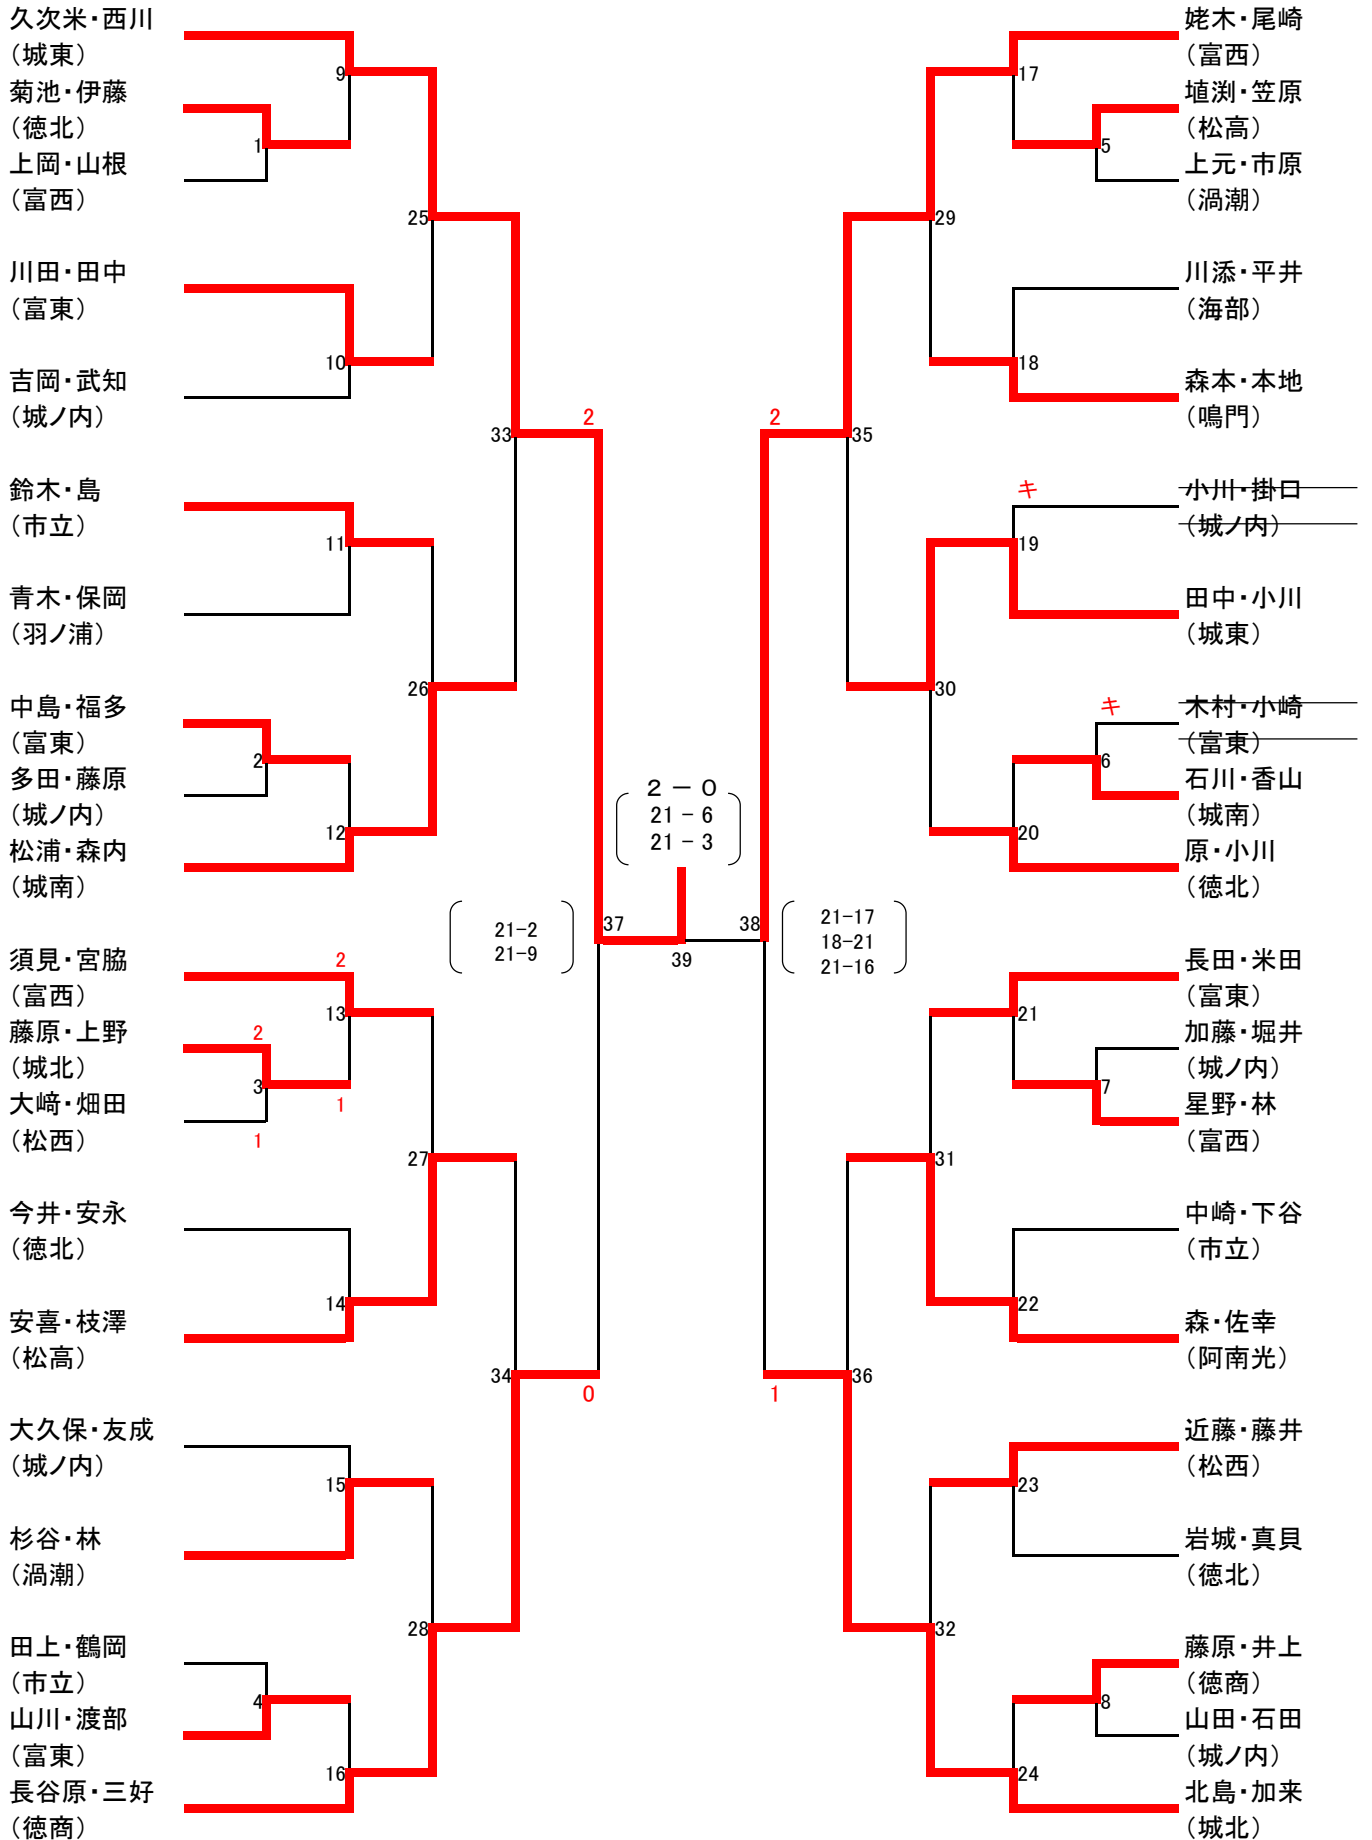 久次米・西川
（城東）
菊池・伊藤
（徳北）
上岡・山根
（富西）
川田・田中
（富東）
吉岡・武知
（城ノ内）
鈴木・島
（市立）
青木・保岡
（羽ノ浦）
中島・福多
（富東）
多田・藤原
（城ノ内）
松浦・森内
（城南）
須見・宮脇
（富西）
藤原・上野
（城北）
大﨑・畑田
（松西）
今井・安永
（徳北）
安喜・枝澤
（松高）
大久保・友成
（城ノ内）
杉谷・林
（渦潮）
田上・鶴岡
（市立）
山川・渡部
（富東）
長谷原・三好
（徳商）
9
1
25
10
33
2
11
26
2
12
2
13
2
3
1
1
27
14
34
0
15
28
4
16
2 － 0
21 － 6
21 － 3
21－2
21－9
37
39
38
21－17
18－21
21－16
17
5
29
18
2
35
キ
19
30
キ
6
20
21
7
31
22
36
1
23
32
8
24
姥木・尾崎
（富西）
埴渕・笠原
（松高）
上元・市原
（渦潮）
川添・平井
（海部）
森本・本地
（鳴門）
小川・掛口
（城ノ内）
田中・小川
（城東）
木村・小崎
（富東）
石川・香山
（城南）
原・小川
（徳北）
長田・米田
（富東）
加藤・堀井
（城ノ内）
星野・林
（富西）
中崎・下谷
（市立）
森・佐幸
（阿南光）
近藤・藤井
（松西）
岩城・真貝
（徳北）
藤原・井上
（徳商）
山田・石田
（城ノ内）
北島・加来
（城北）